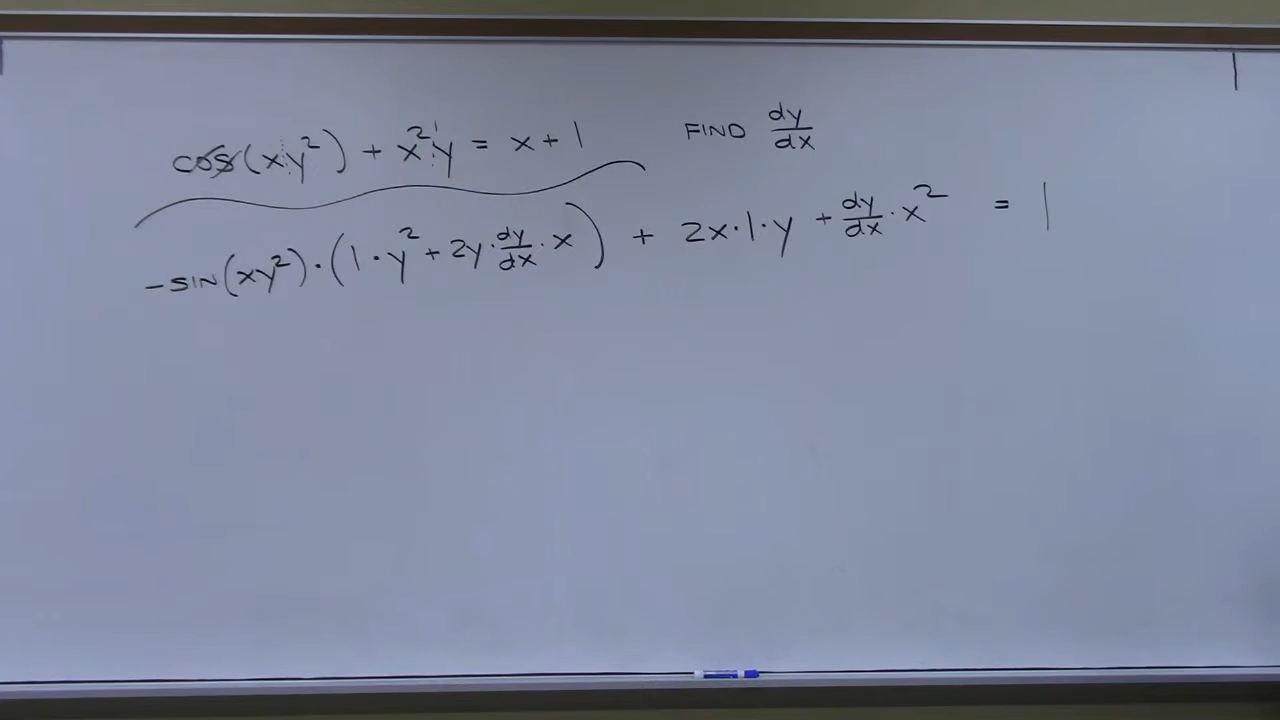 cos(xy²) + x²y = x + 1 FIND dy/dx
-SIN(xy²)·(1·y² + 2y·dy/dx·x) + 2x·1·y + dy/dx·x² = 1